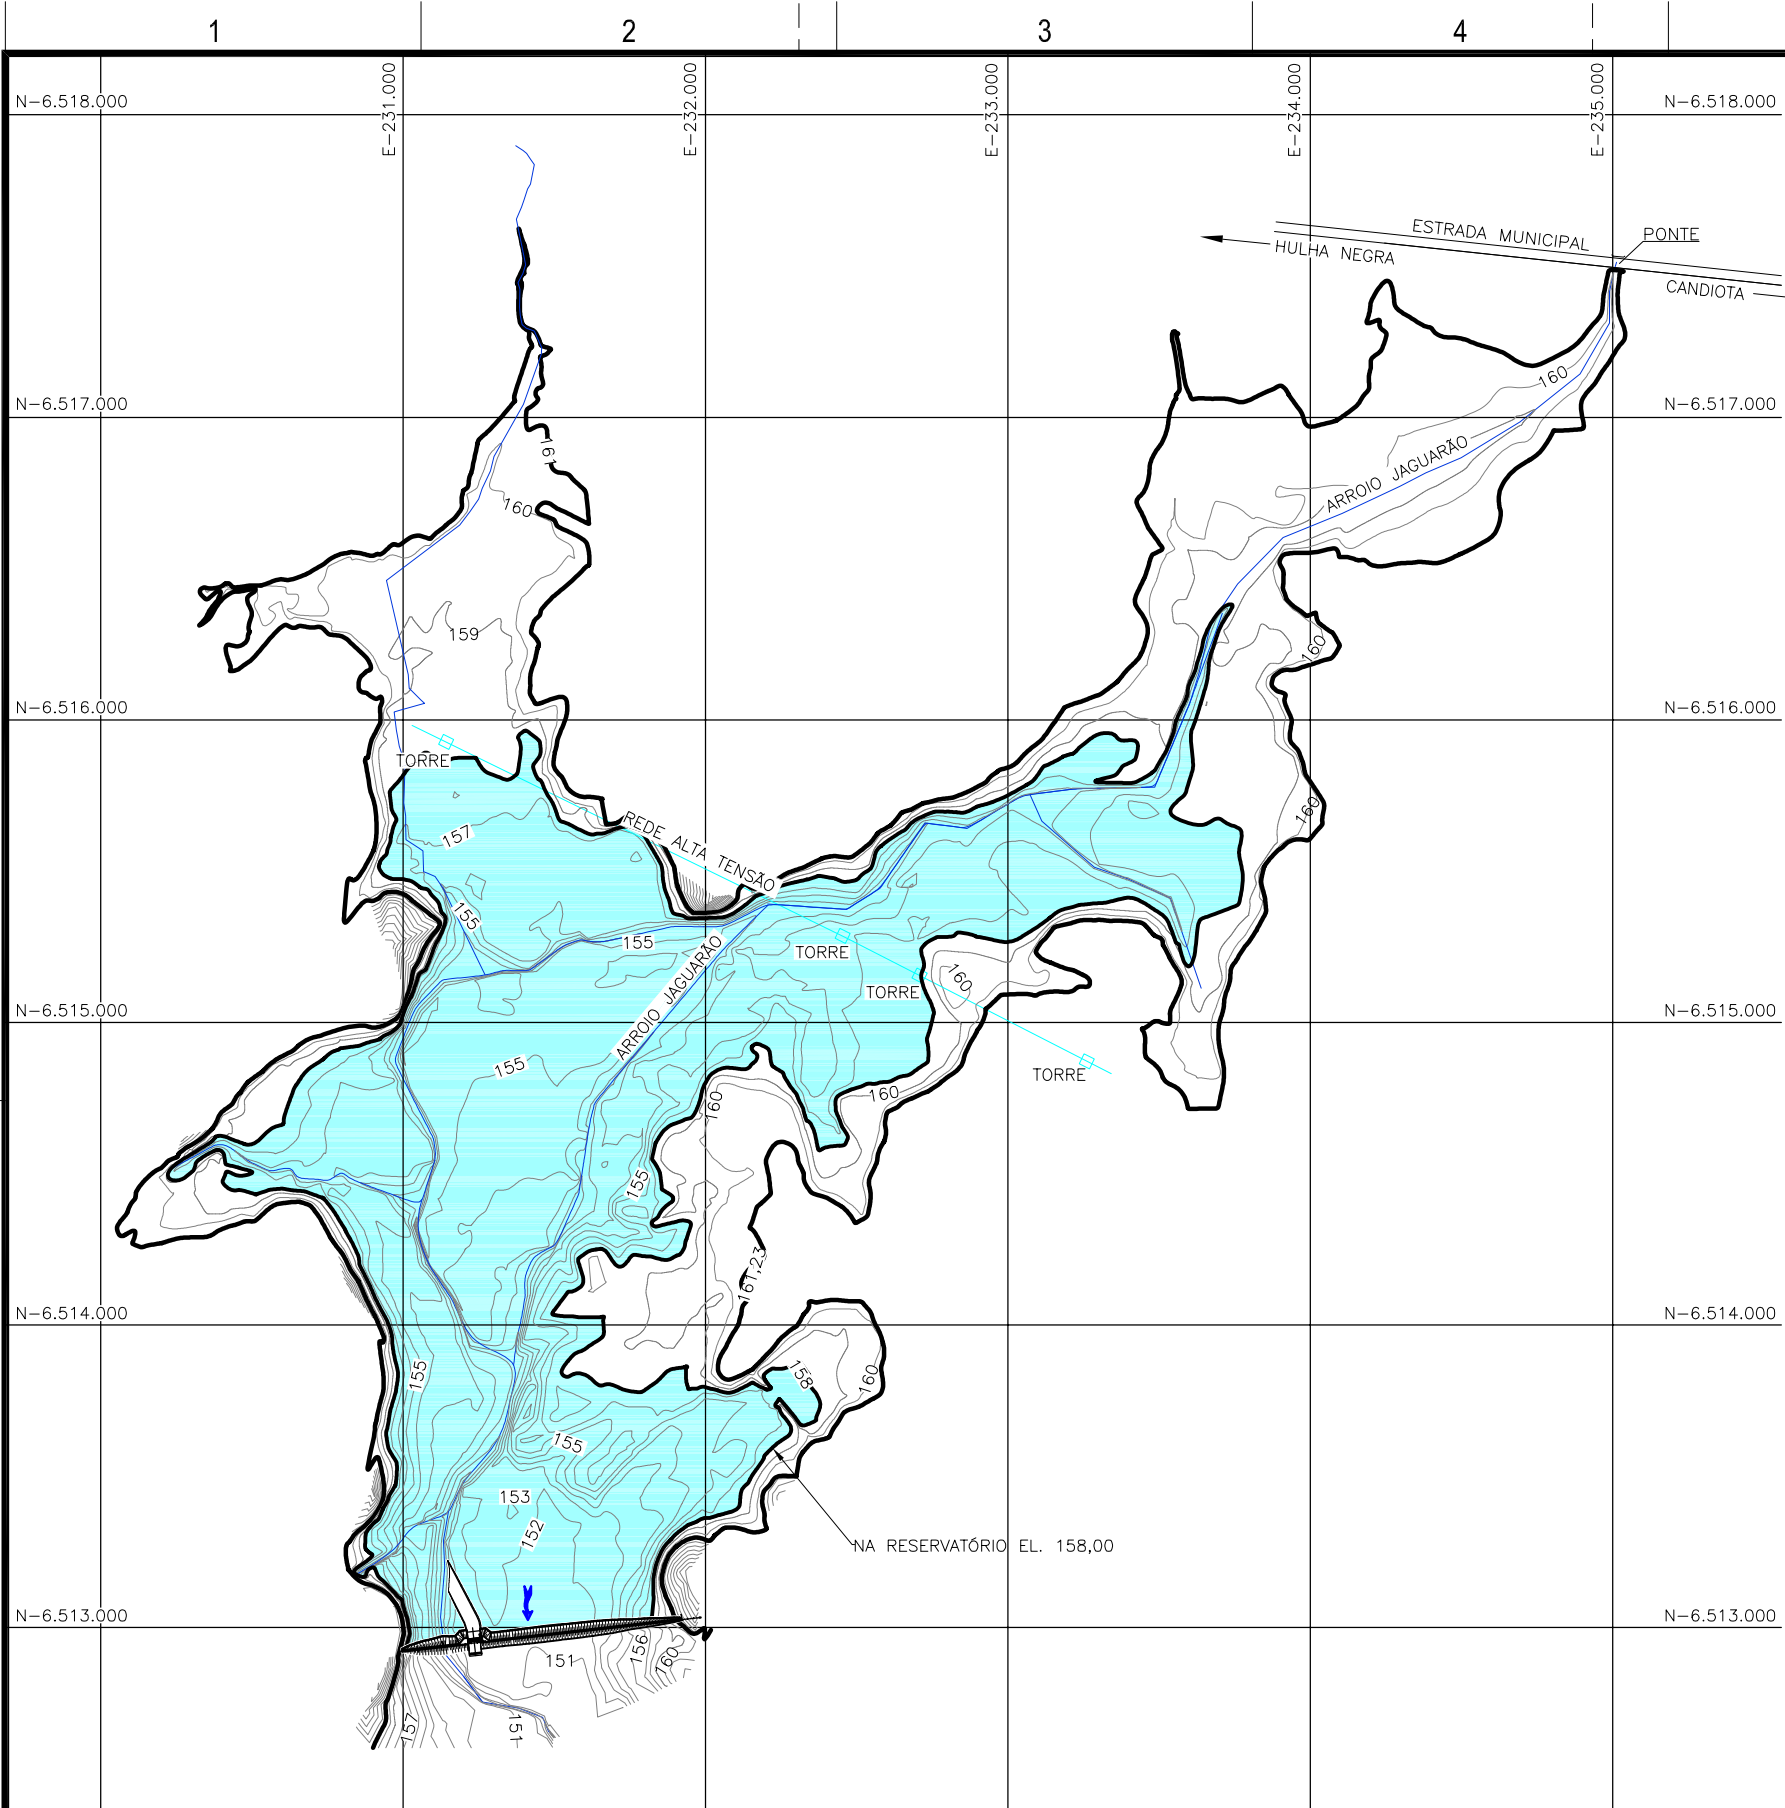 1 2 3 4
E-231.000
E-232.000
E-233.000
E-234.000
E-235.000
N-6.518.000 N-6.518.000
ESTRADA MUNICIPAL
PONTE
HULHA NEGRA
CANDIOTA
160
N-6.517.000 N-6.517.000
161
ARROIO JAGUARÃO
160
159
160
N-6.516.000 N-6.516.000
TORRE
160
REDE ALTA TENSÃO
157
155
155
TORRE
ARROIO JAGUARÃO
160
TORRE
N-6.515.000 N-6.515.000
155
TORRE
160
160
155
161,23
N-6.514.000 N-6.514.000
155
158
160
155
153
152
NA RESERVATÓRIO EL. 158,00
N-6.513.000 N-6.513.000
151
156
160
157
151